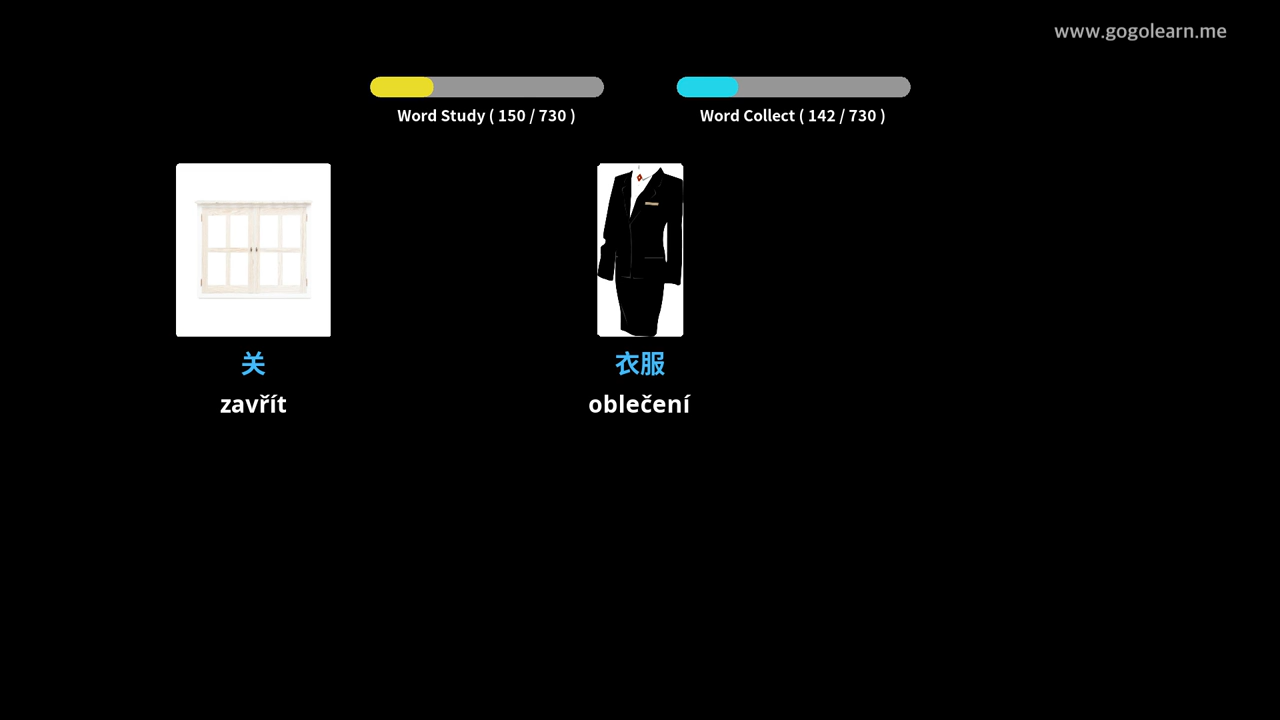 www.gogolearn.me
Word Study ( 150 / 730 )
Word Collect ( 142 / 730 )
关
衣服
zavřít
oblečení